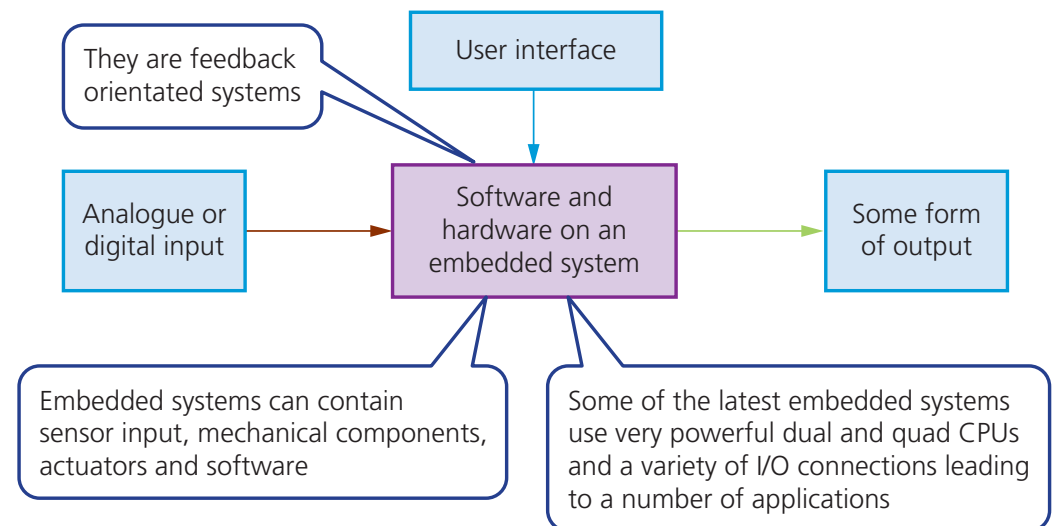 They are feedback
orientated systems
User interface
Analogue or
digital input
Software and
hardware on an
embedded system
Some form
of output
Embedded systems can contain
sensor input, mechanical components,
actuators and software
Some of the latest embedded systems
use very powerful dual and quad CPUs
and a variety of I/O connections leading
to a number of applications